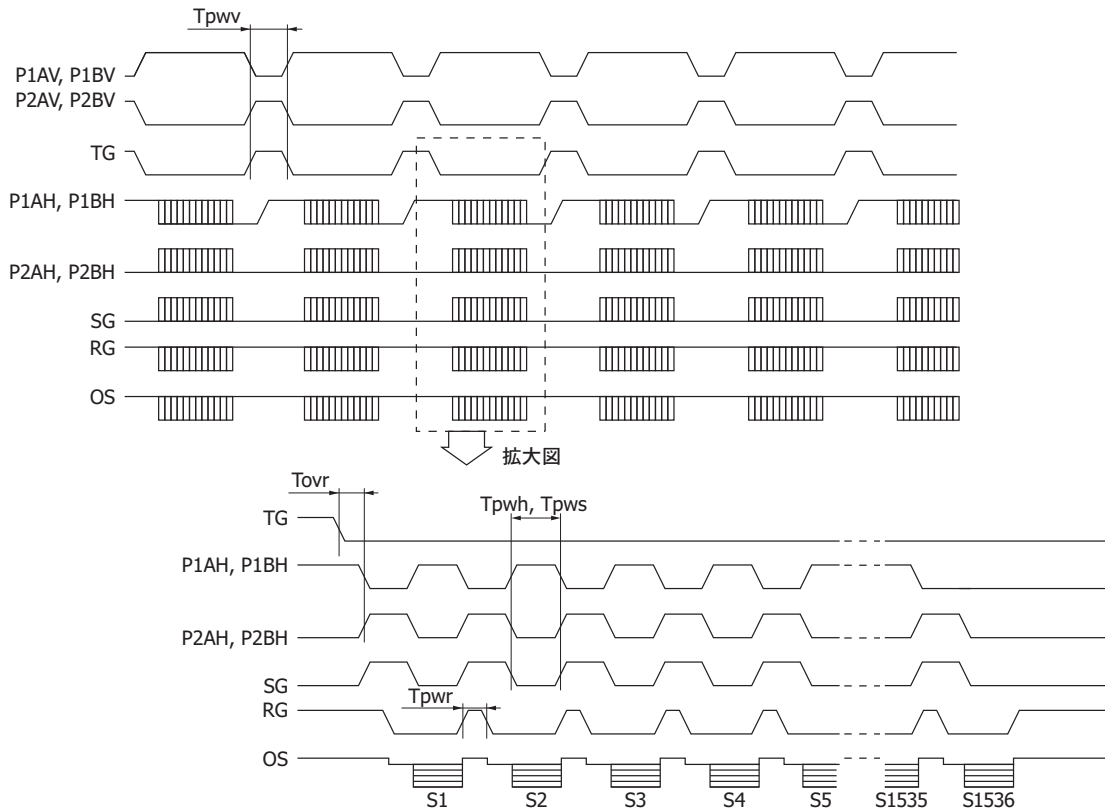 Tpwv
P1AV, P1BV
P2AV, P2BV
TG
P1AH, P1BH
P2AH, P2BH
SG
RG
OS
拡大図
Tovr
Tpwh, Tpws
TG
P1AH, P1BH
P2AH, P2BH
SG
Tpwr
RG
OS
S1 S2 S3 S4 S5 S1535 S1536